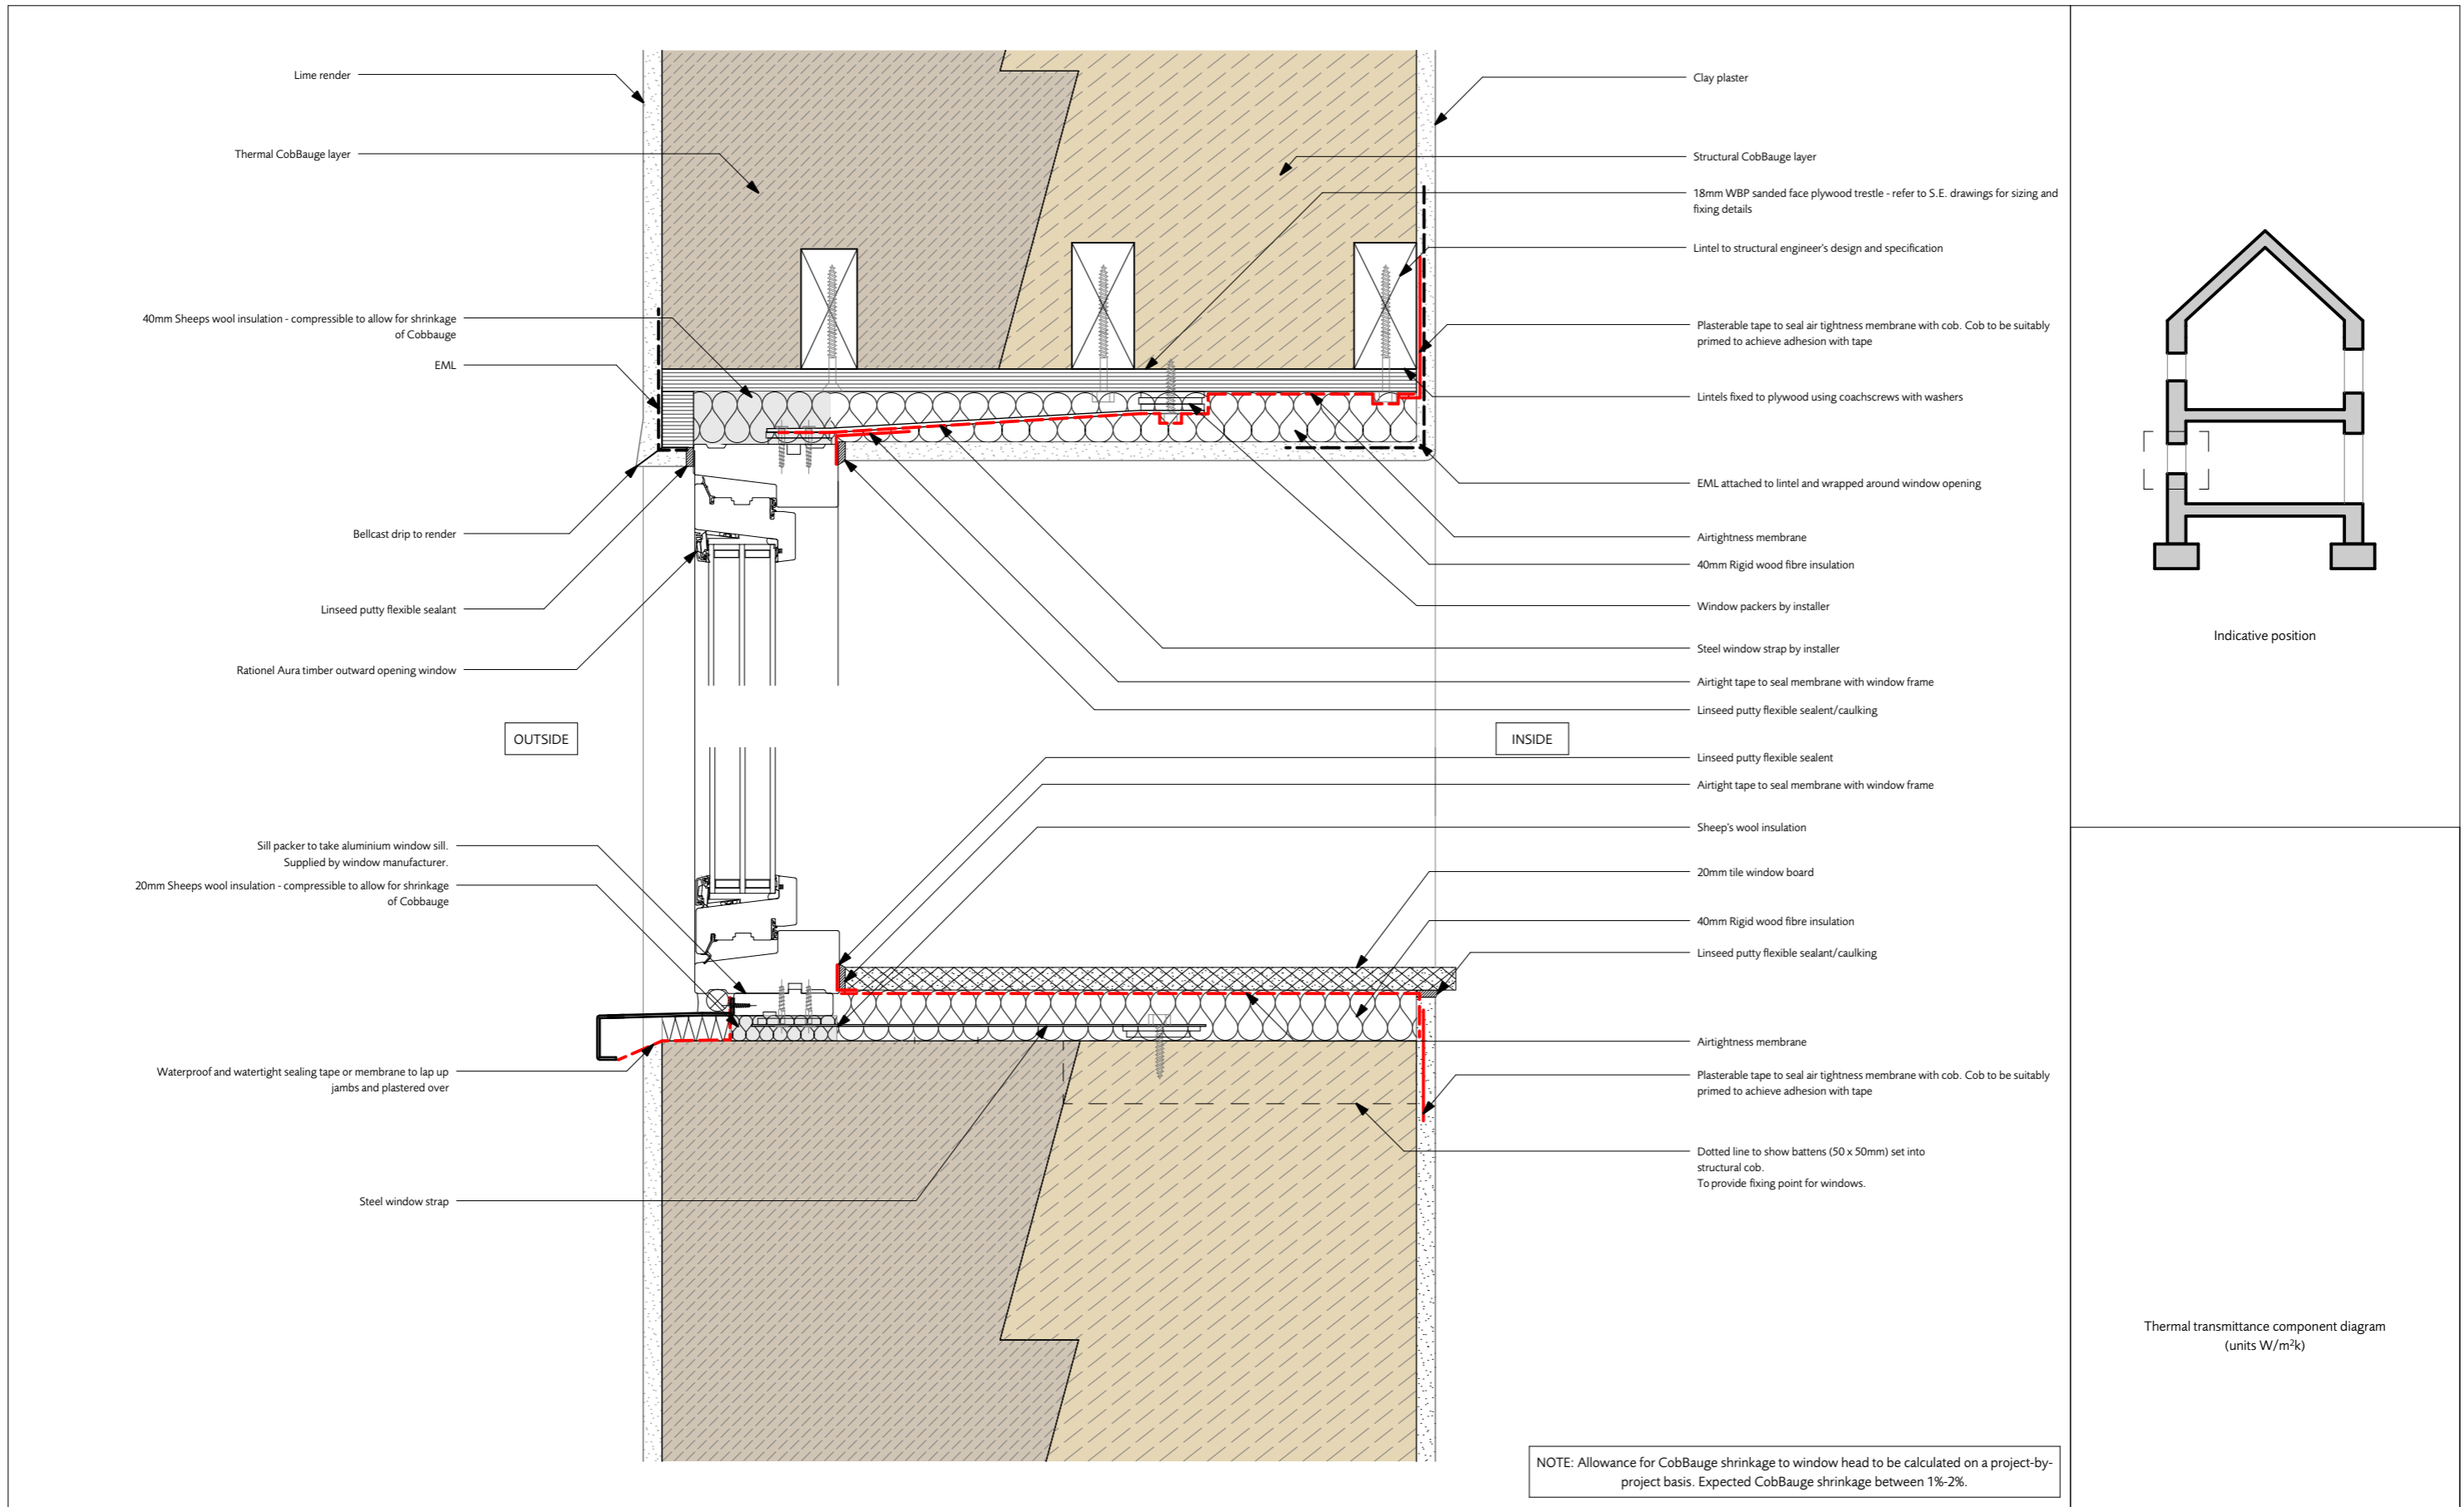 Lime render
Thermal CobBauge layer
40mm Sheeps wool insulation - compressible to allow for shrinkage
of Cobbauge
EML
Bellcast drip to render
Linseed putty flexible sealant
Rationel Aura timber outward opening window
OUTSIDE
Sill packer to take aluminium window sill.
Supplied by window manufacturer.
20mm Sheeps wool insulation - compressible to allow for shrinkage
of Cobbauge
Waterproof and watertight sealing tape or membrane to lap up
jambs and plastered over
Steel window strap
Clay plaster
Structural CobBauge layer
18mm WBP sanded face plywood trestle - refer to S.E. drawings for sizing and
fixing details
Lintel to structural engineer's design and specification
Plasterable tape to seal air tightness membrane with cob. Cob to be suitably
primed to achieve adhesion with tape
Lintels fixed to plywood using coachscrews with washers
EML attached to lintel and wrapped around window opening
Airtightness membrane
40mm Rigid wood fibre insulation
Window packers by installer
Steel window strap by installer
Airtight tape to seal membrane with window frame
Linseed putty flexible sealent/caulking
INSIDE
Linseed putty flexible sealent
Airtight tape to seal membrane with window frame
Sheep's wool insulation
20mm tile window board
40mm Rigid wood fibre insulation
Linseed putty flexible sealant/caulking
Airtightness membrane
Plasterable tape to seal air tightness membrane with cob. Cob to be suitably
primed to achieve adhesion with tape
Dotted line to show battens (50 x 50mm) set into
structural cob.
To provide fixing point for windows.
NOTE: Allowance for CobBauge shrinkage to window head to be calculated on a project-by-
project basis. Expected CobBauge shrinkage between 1%-2%.
Indicative position
Thermal transmittance component diagram
(units W/m²k)